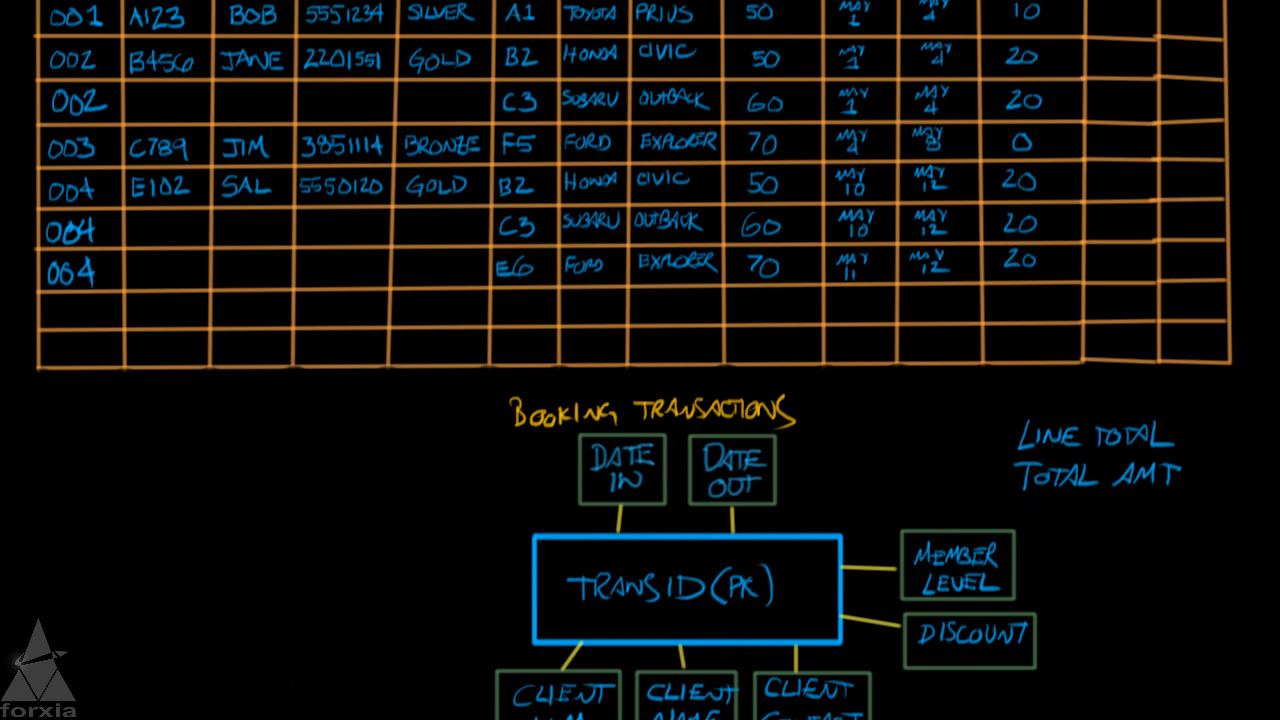 001 A123 BOB 5551234 SILVER A1 TOYOTA PRIUS 50 MAY 1 MAY 4 10
002 B456 JANE 2201551 GOLD B2 HONDA CIVIC 50 MAY 1 MAY 4 20
002 C3 SUBARU OUTBACK 60 MAY 1 MAY 4 20
003 C789 JIM 3851114 BRONZE F5 FORD EXPLORER 70 MAY 4 MAY 8 0
004 E102 SAL 5550120 GOLD B2 HONDA CIVIC 50 MAY 10 MAY 12 20
004 C3 SUBARU OUTBACK 60 MAY 10 MAY 12 20
004 E6 FORD EXPLORER 70 MAY 11 MAY 12 20
BOOKING TRANSACTIONS
LINE TOTAL
TOTAL AMT
DATE
IN
DATE
OUT
TRANSID (PK)
MEMBER
LEVEL
DISCOUNT
CLIENT
CLIENT
NAME
CLIENT
CONTACT
forxia